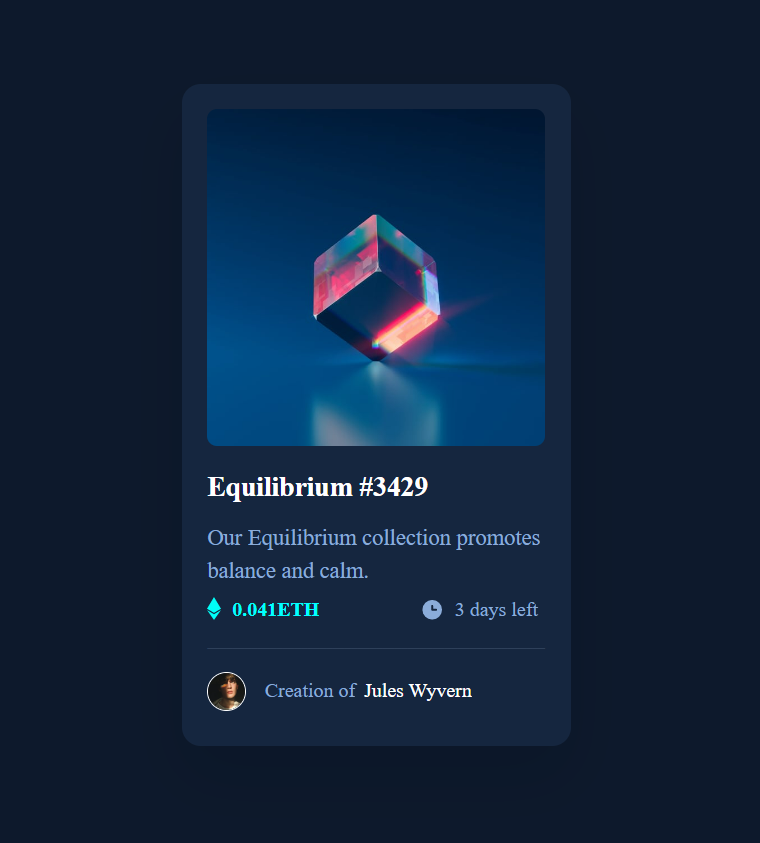 Equilibrium #3429
Our Equilibrium collection promotes
balance and calm.
0.041ETH 3 days left
Creation of Jules Wyvern